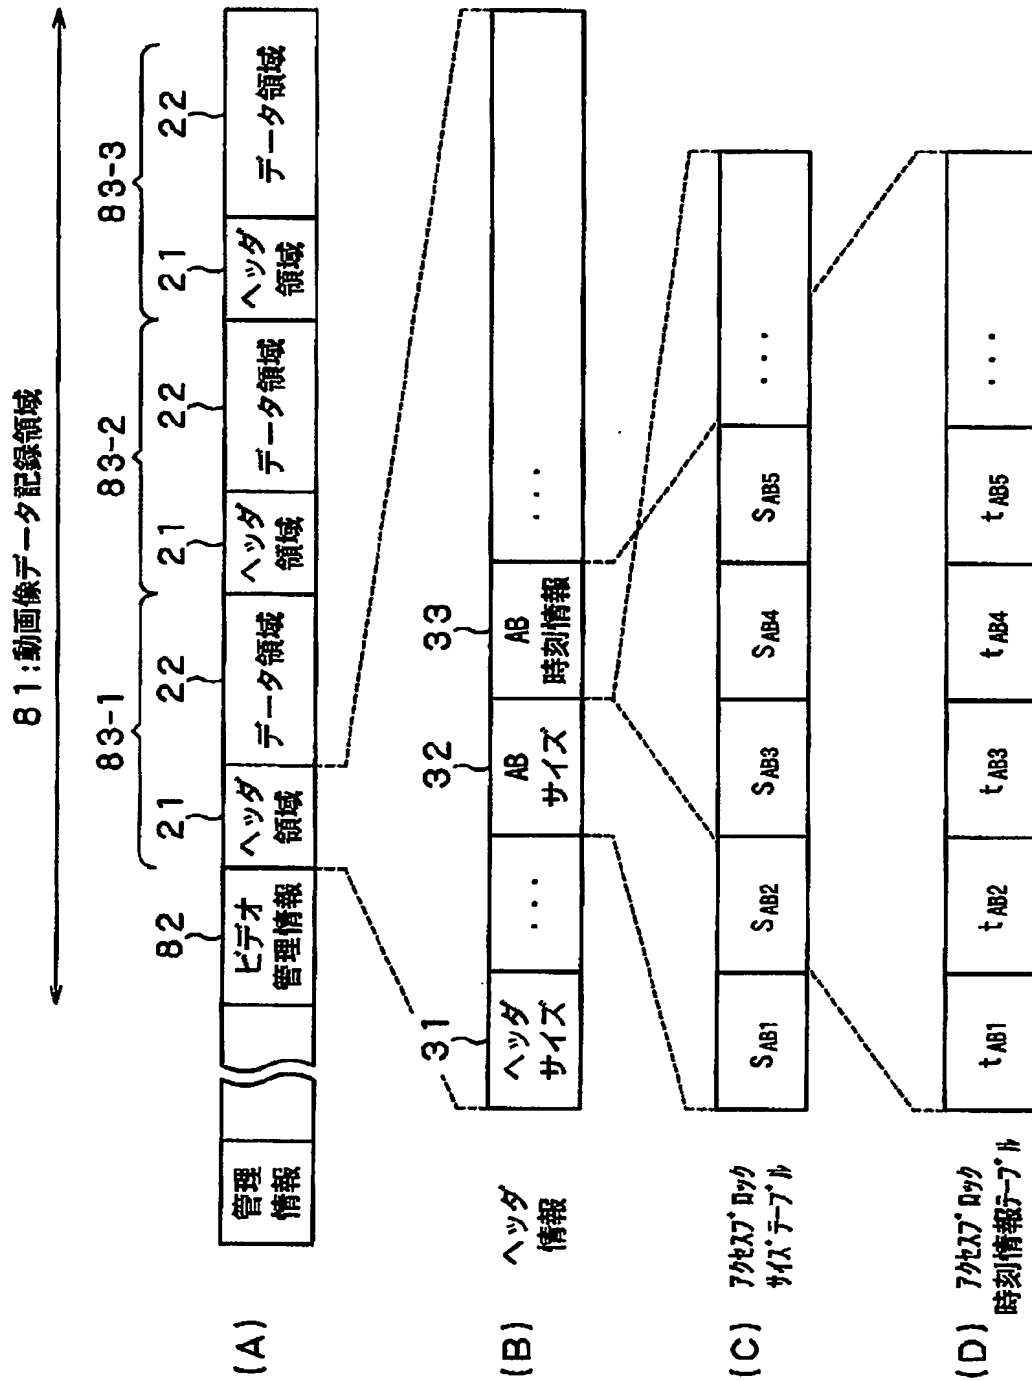 81:動画像データ記録領域
83-1
83-2
83-3
82
21
22
21
22
21
22
(A)
管理
情報
ビデオ
管理情報
ヘッダ
領域
データ領域
ヘッダ
領域
データ領域
ヘッダ
領域
データ領域
31
32
33
(B)
ヘッダ
情報
ヘッダ
サイズ
...
AB
サイズ
AB
時刻情報
...
(C)
アクセスブロック
サイズテーブル
SAB1
SAB2
SAB3
SAB4
SAB5
...
(D)
アクセスブロック
時刻情報テーブル
tAB1
tAB2
tAB3
tAB4
tAB5
...